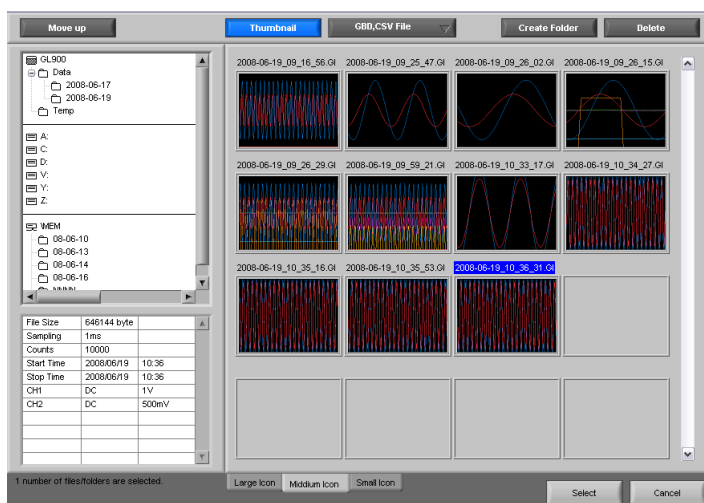 Move up
Thumbnail
GBD,CSV File
Create Folder
Delete
GL900
Data
2008-06-17
2008-06-19
Temp
A:
C:
D:
V:
Y:
Z:
\MEM
08-06-10
08-06-13
08-06-14
08-06-16
2008-06-19_09_16_56.GI 2008-06-19_09_25_47.GI 2008-06-19_09_26_02.GI 2008-06-19_09_26_15.GI
2008-06-19_09_26_29.GI 2008-06-19_09_59_21.GI 2008-06-19_10_33_17.GI 2008-06-19_10_34_27.GI
2008-06-19_10_35_16.GI 2008-06-19_10_35_53.GI 2008-06-19_10_36_31.GI
File Size 646144 byte
Sampling 1ms
Counts 10000
Start Time 2008/06/19 10:36
Stop Time 2008/06/19 10:36
CH1 DC 1V
CH2 DC 500mV
1 number of files/folders are selected.
Large Icon Middium Icon Small Icon
Select Cancel